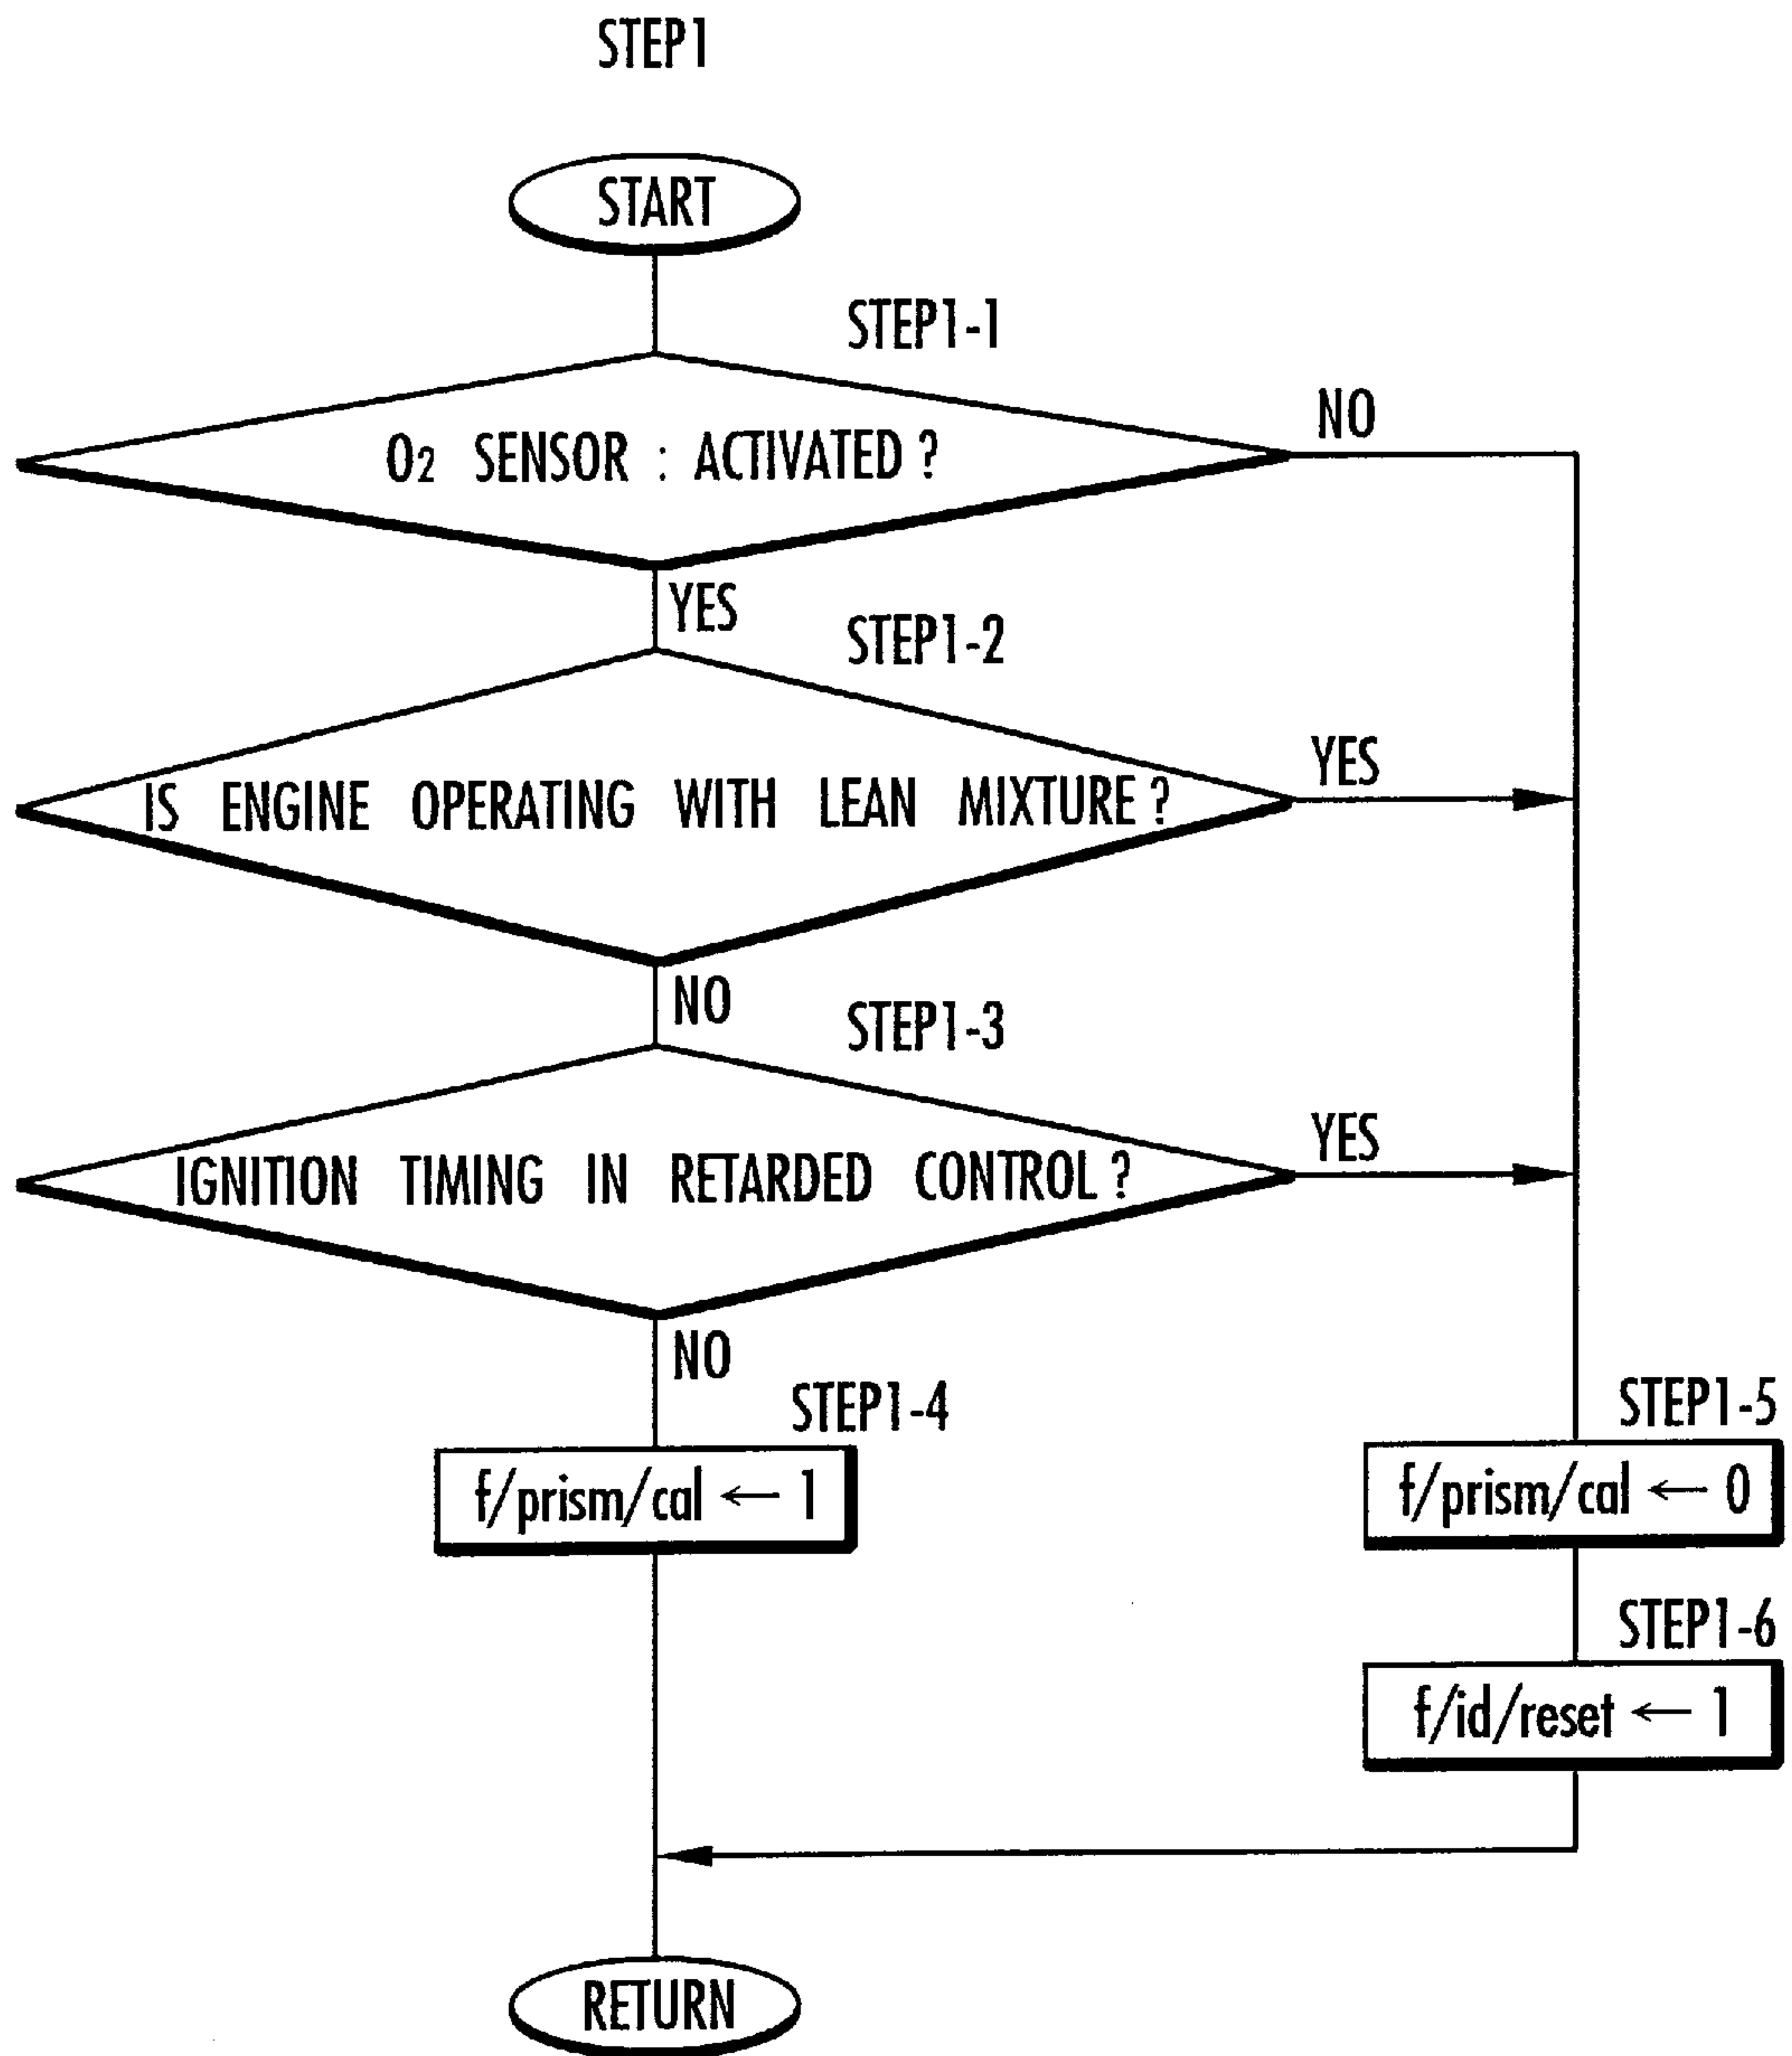 STEP1
START
STEP1-1
O2 SENSOR : ACTIVATED ?
NO
YES
STEP1-2
IS ENGINE OPERATING WITH LEAN MIXTURE ?
YES
NO
STEP1-3
IGNITION TIMING IN RETARDED CONTROL ?
YES
NO
STEP1-4
f/prism/cal ← 1
STEP1-5
f/prism/cal ← 0
STEP1-6
f/id/reset ← 1
RETURN